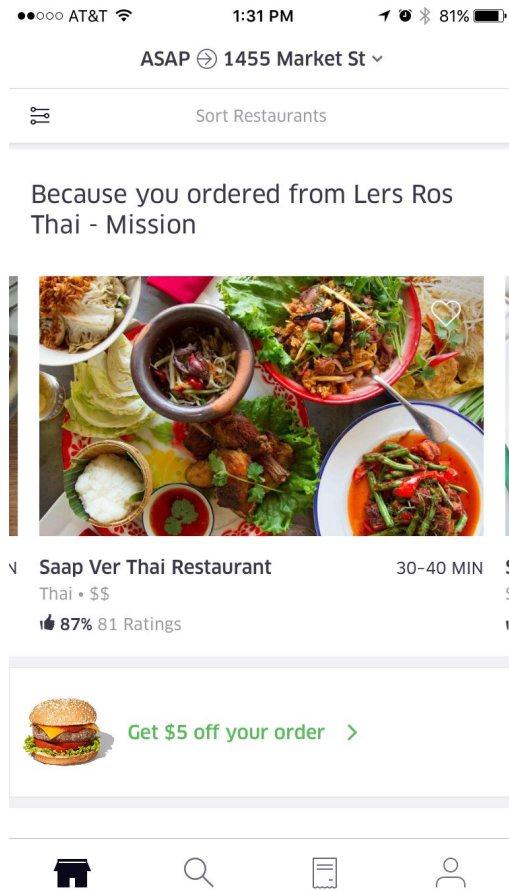 AT&T
1:31 PM
81%
ASAP 1455 Market St
Sort Restaurants
Because you ordered from Lers Ros
Thai - Mission
N
Saap Ver Thai Restaurant
30-40 MIN
Thai • $$
87% 81 Ratings
Get $5 off your order